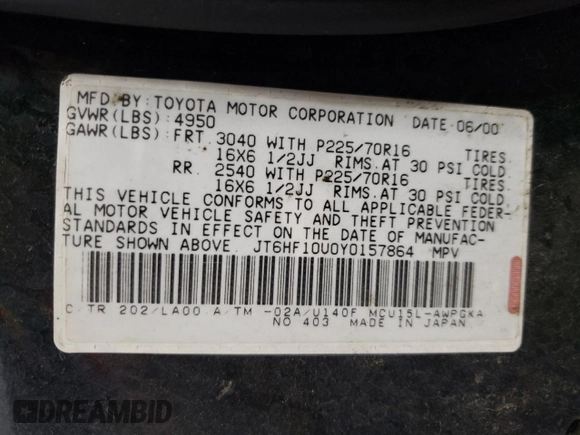 MFD.BY:TOYOTA MOTOR CORPORATION DATE 06/00
GVWR(LBS):4950
GAWR(LBS):FRT. 3040 WITH P225/70R16 TIRES.
16X6 1/2JJ RIMS.AT 30 PSI COLD
RR. 2540 WITH P225/70R16 TIRES.
16X6 1/2JJ RIMS.AT 30 PSI COLD
THIS VEHICLE CONFORMS TO ALL APPLICABLE FEDER-
AL MOTOR VEHICLE SAFETY AND THEFT PREVENTION
STANDARDS IN EFFECT ON THE DATE OF MANUFAC-
TURE SHOWN ABOVE. JT6HF10U0Y0157864 MPV
C/TR 202/LA00 A/TM -02A/U140F MCU15L-AWPGKA
NO 403 MADE IN JAPAN
DREAMBID